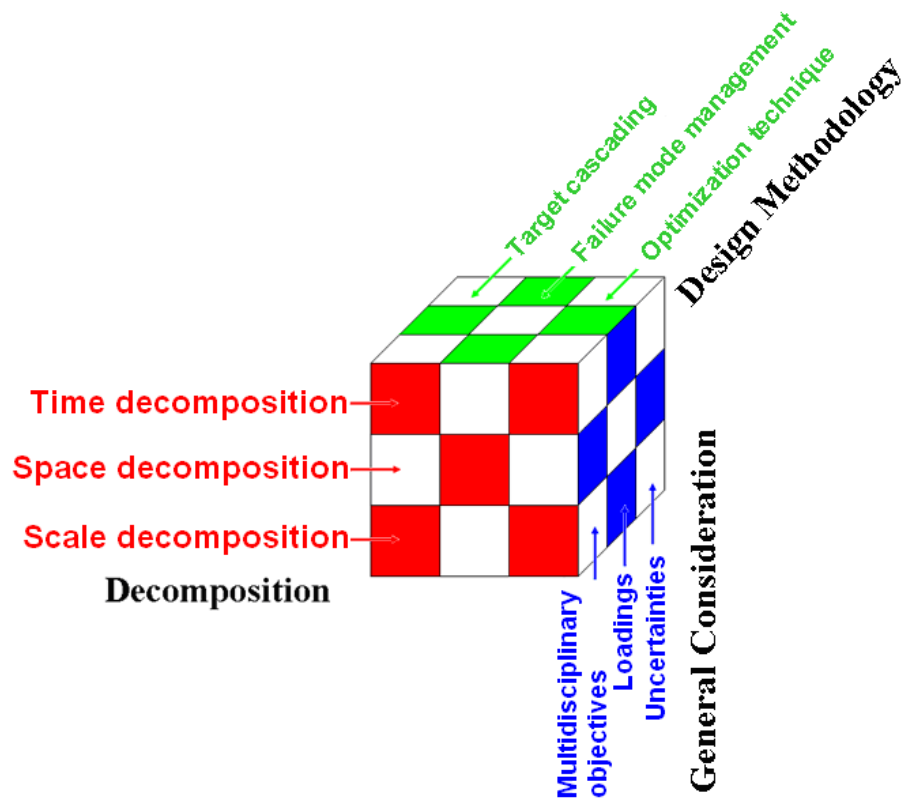 Target cascading
Failure mode management
Optimization technique
Design Methodology
Time decomposition
Space decomposition
Scale decomposition
Decomposition
Multidisciplinary
objectives
Loadings
Uncertainties
General Consideration